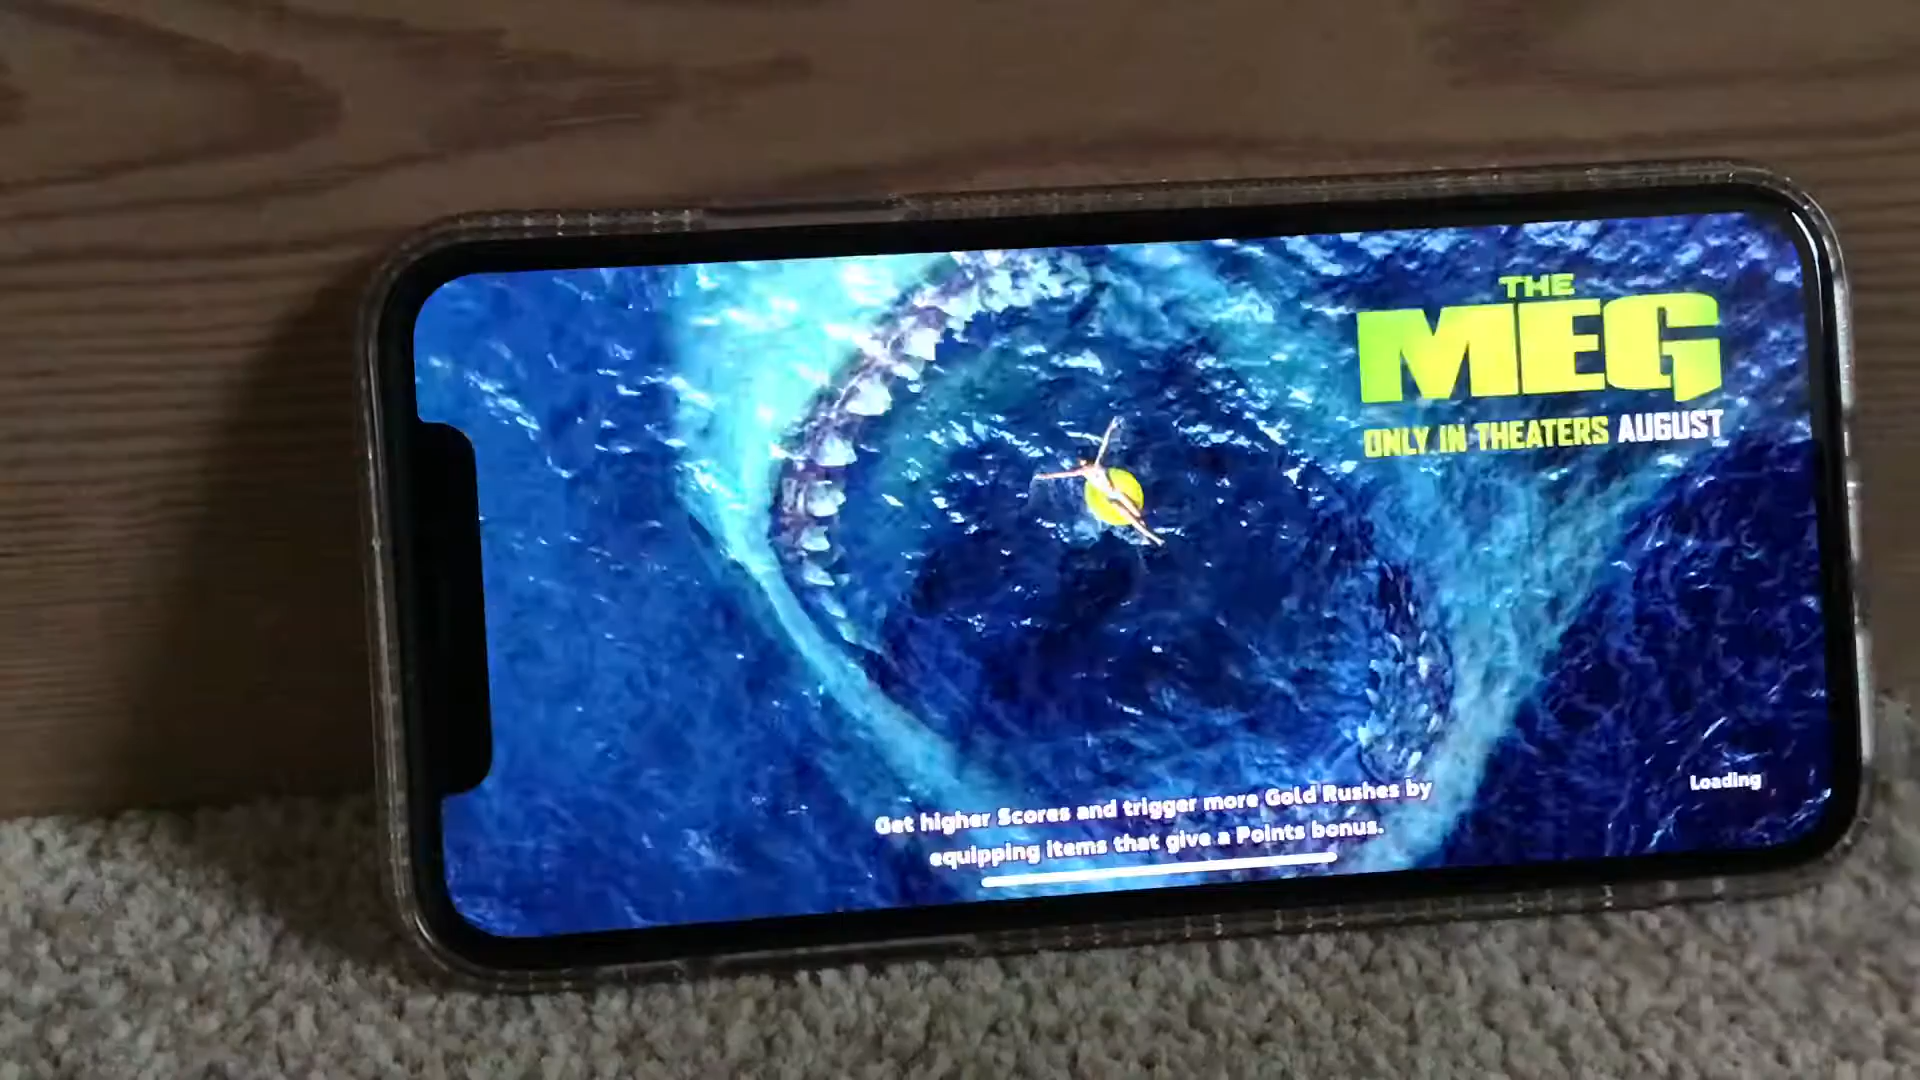 THE
MEG
ONLY IN THEATERS AUGUST
Loading
Get higher Scores and trigger more Gold Rushes by
equipping items that give a Points bonus.